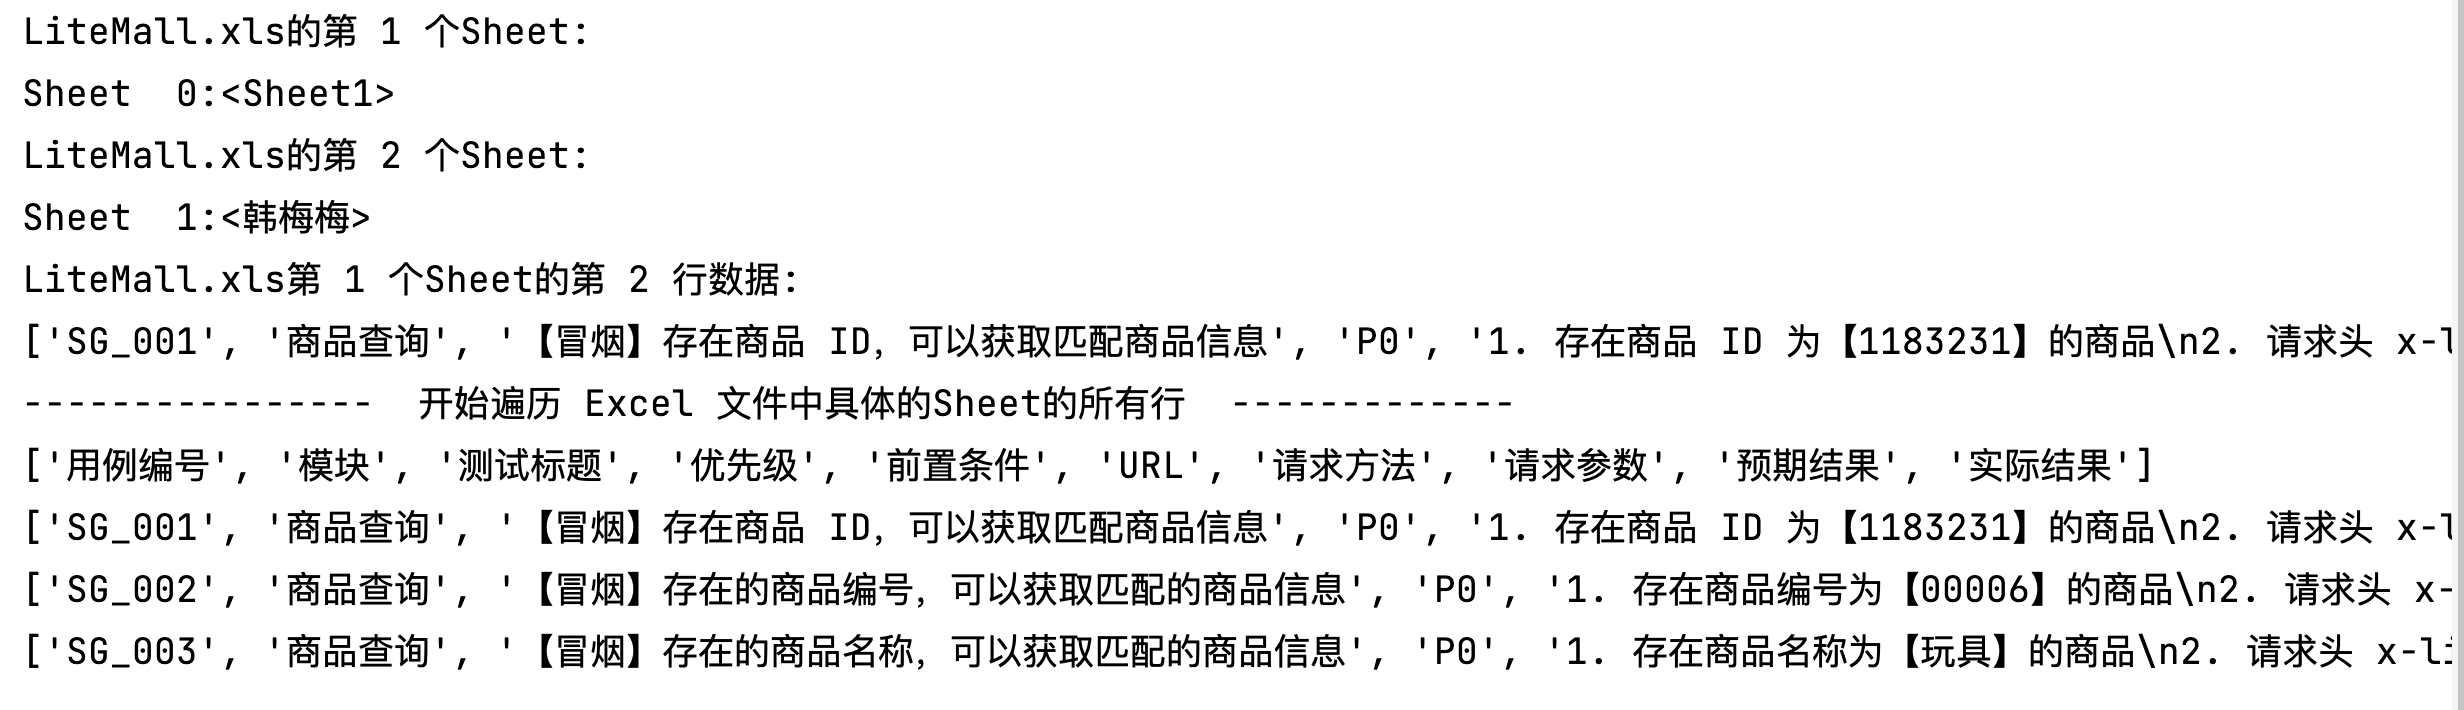 LiteMall.xls的第 1 个Sheet:
Sheet  0:<Sheet1>
LiteMall.xls的第 2 个Sheet:
Sheet  1:<韩梅梅>
LiteMall.xls第 1 个Sheet的第 2 行数据:
['SG_001', '商品查询', '【冒烟】存在商品 ID，可以获取匹配商品信息', 'P0', '1. 存在商品 ID 为【1183231】的商品\n2. 请求头 x-l
----------------  开始遍历 Excel 文件中具体的Sheet的所有行  -------------
['用例编号', '模块', '测试标题', '优先级', '前置条件', 'URL', '请求方法', '请求参数', '预期结果', '实际结果']
['SG_001', '商品查询', '【冒烟】存在商品 ID，可以获取匹配商品信息', 'P0', '1. 存在商品 ID 为【1183231】的商品\n2. 请求头 x-l
['SG_002', '商品查询', '【冒烟】存在的商品编号，可以获取匹配的商品信息', 'P0', '1. 存在商品编号为【00006】的商品\n2. 请求头 x-
['SG_003', '商品查询', '【冒烟】存在的商品名称，可以获取匹配的商品信息', 'P0', '1. 存在商品名称为【玩具】的商品\n2. 请求头 x-li